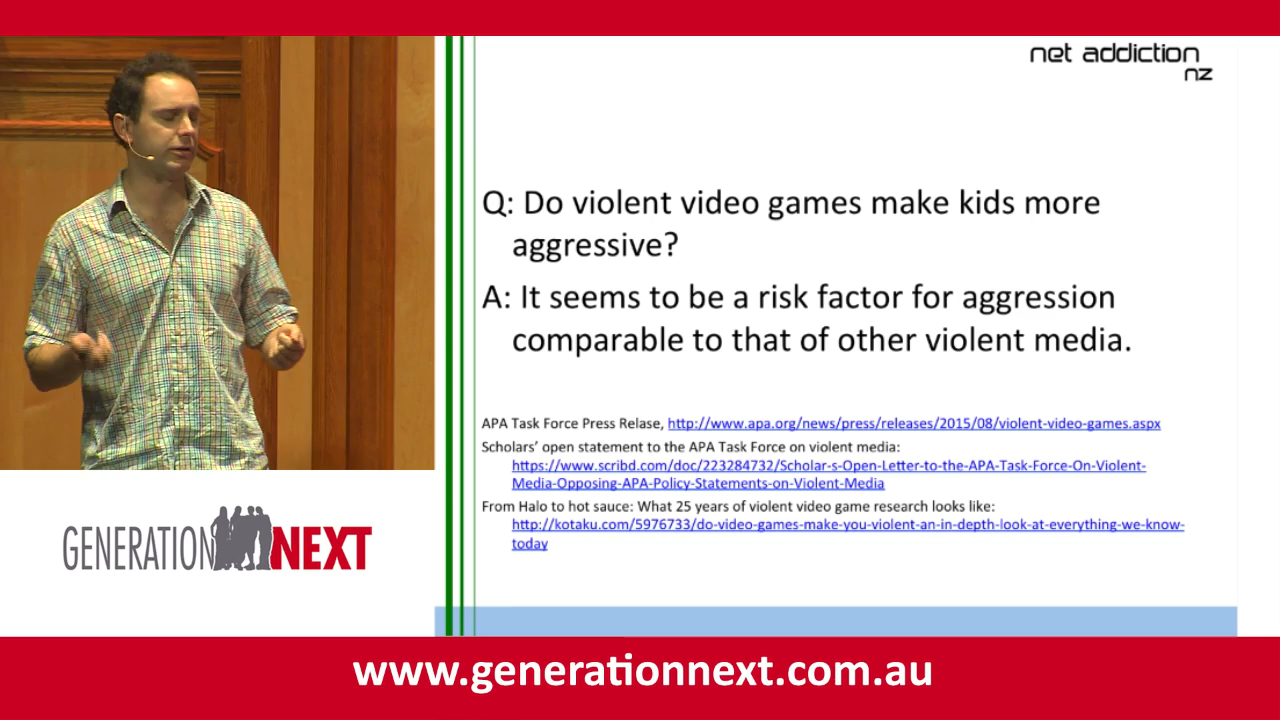 net addiction
nz
Q: Do violent video games make kids more
aggressive?
A: It seems to be a risk factor for aggression
comparable to that of other violent media.
APA Task Force Press Relase, http://www.apa.org/news/press/releases/2015/08/violent-video-games.aspx
Scholars' open statement to the APA Task Force on violent media:
https://www.scribd.com/doc/223284732/Scholar-s-Open-Letter-to-the-APA-Task-Force-On-Violent-
Media-Opposing-APA-Policy-Statements-on-Violent-Media
From Halo to hot sauce: What 25 years of violent video game research looks like:
http://kotaku.com/5976733/do-video-games-make-you-violent-an-in-depth-look-at-everything-we-know-
today
GENERATION NEXT
www.generationnext.com.au